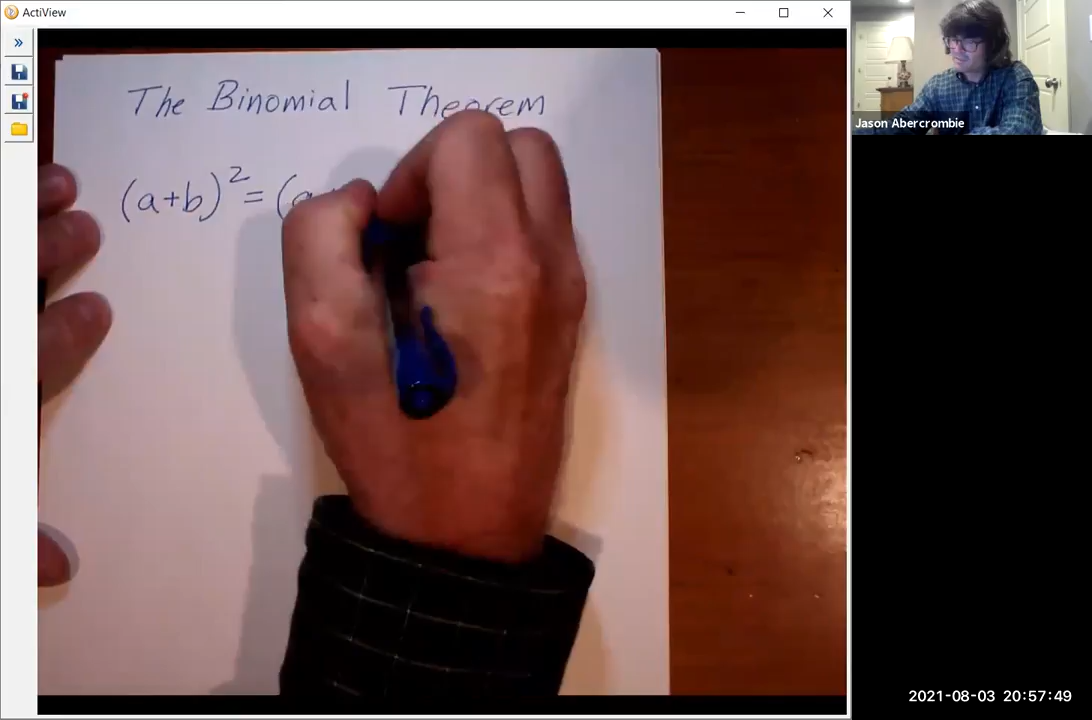 ActiView
The Binomial Theorem
(a+b)² = (a
Jason Abercrombie
2021-08-03 20:57:49